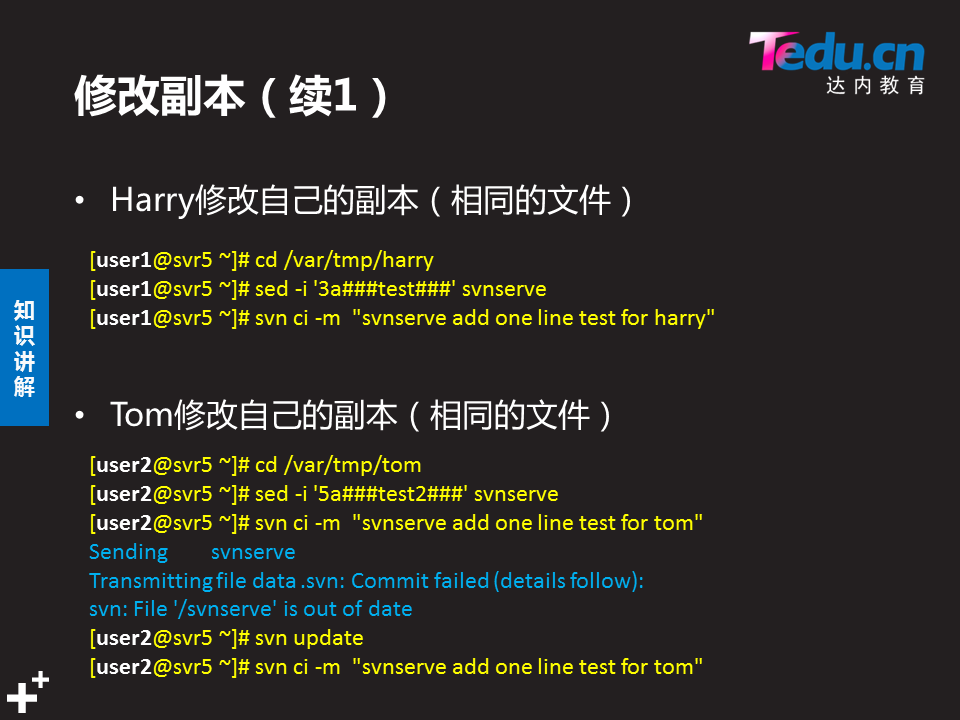 Tedu.cn
达内教育
修改副本（续1）
• Harry修改自己的副本（相同的文件）
[user1@svr5 ~]# cd /var/tmp/harry
[user1@svr5 ~]# sed -i '3a###test###' svnserve
[user1@svr5 ~]# svn ci -m  "svnserve add one line test for harry"
知识讲解
• Tom修改自己的副本（相同的文件）
[user2@svr5 ~]# cd /var/tmp/tom
[user2@svr5 ~]# sed -i '5a###test2###' svnserve
[user2@svr5 ~]# svn ci -m  "svnserve add one line test for tom"
Sending        svnserve
Transmitting file data .svn: Commit failed (details follow):
svn: File '/svnserve' is out of date
[user2@svr5 ~]# svn update
[user2@svr5 ~]# svn ci -m  "svnserve add one line test for tom"